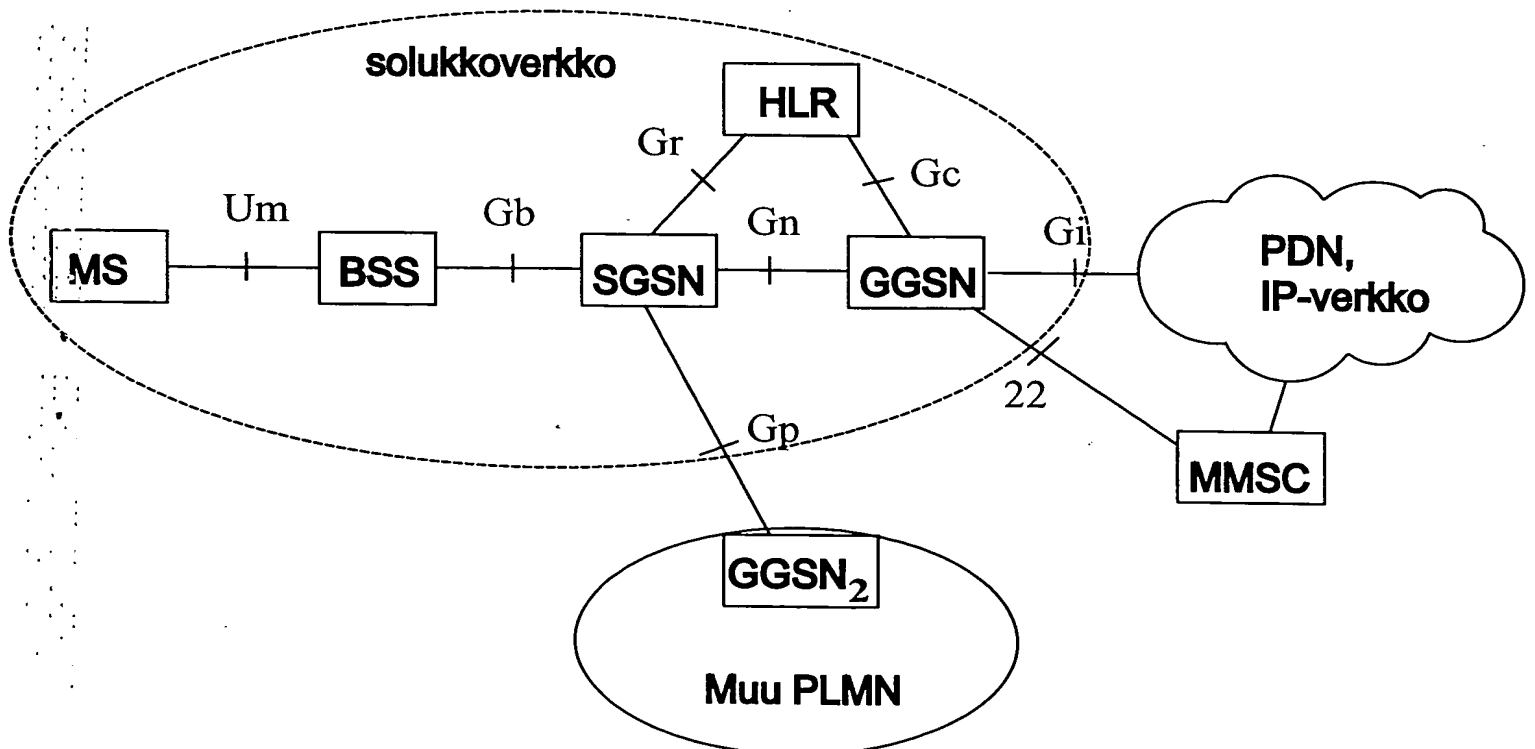 solukkoverkko
HLR
Gr
Gc
Um
Gb
Gn
Gi
MS
BSS
SGSN
GGSN
PDN,
IP-verkko
22
Gp
MMSC
GGSN₂
Muu PLMN